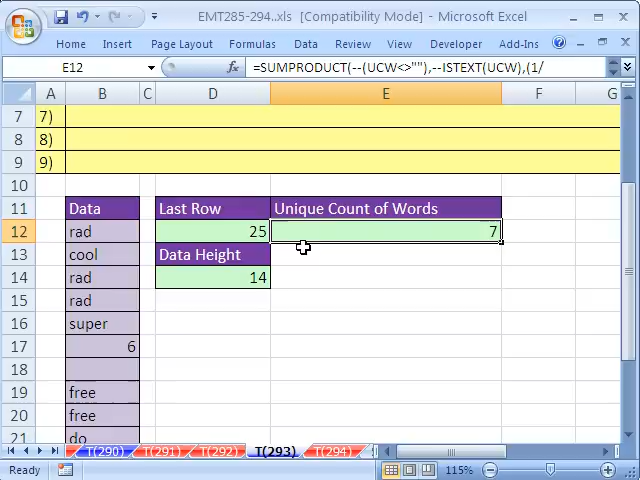 EMT285-294..xls [Compatibility Mode] - Microsoft Excel
Home Insert Page Layout Formulas Data Review View Developer Add-Ins
E12 fx =SUMPRODUCT(--(UCW<>""),--ISTEXT(UCW),(1/
A B C D E F G
7 7)
8 8)
9 9)
10
11 Data Last Row Unique Count of Words
12 rad 25 7
13 cool Data Height
14 rad 14
15 rad
16 super
17 6
18
19 free
20 free
21 do
T(290) T(291) T(292) T(293) T(294)
Ready 115%